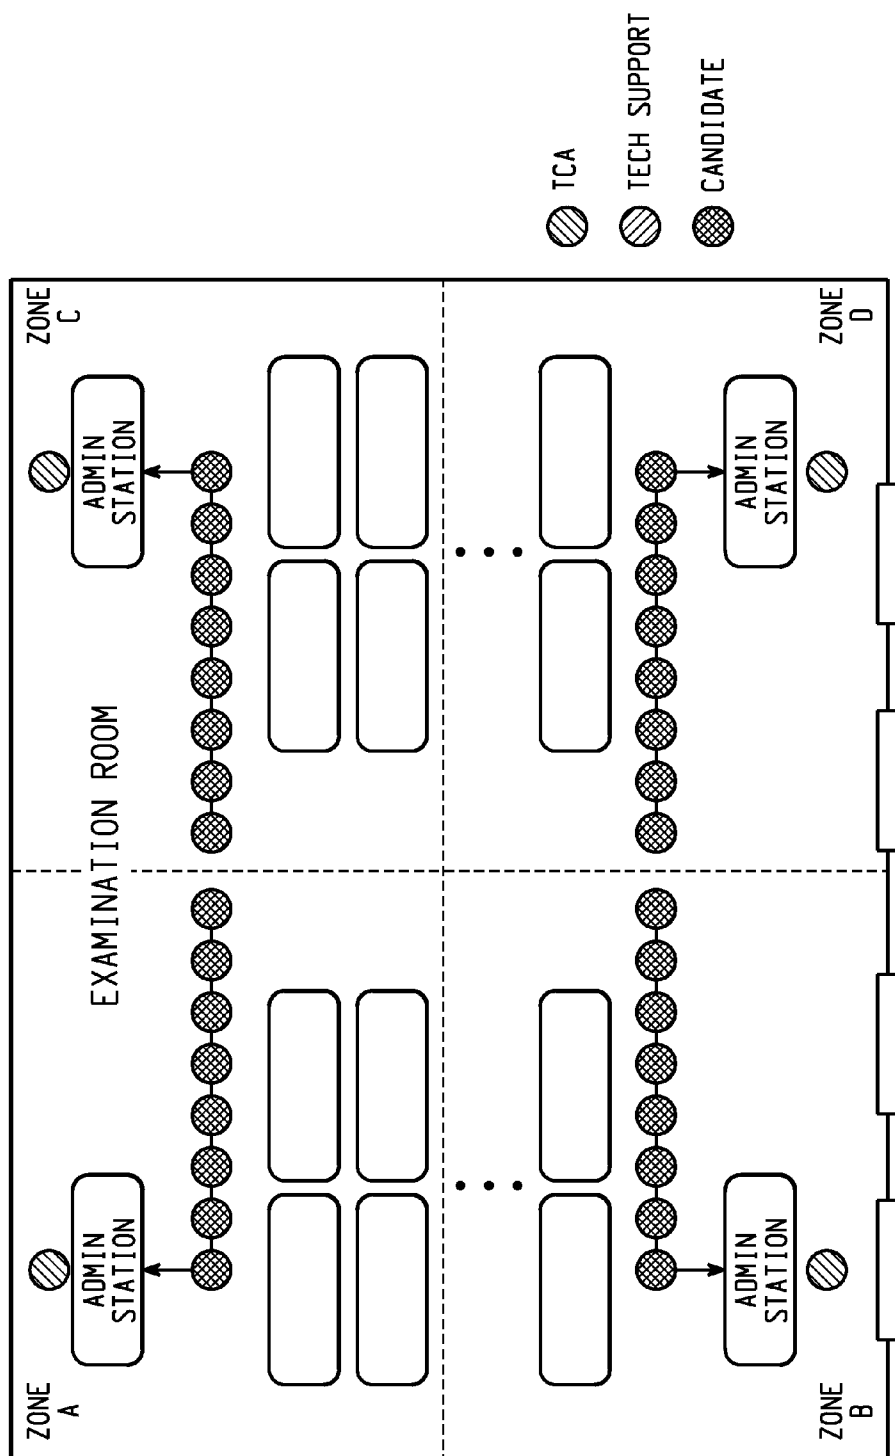 EXAMINATION ROOM
ZONE
A
ADMIN
STATION
ZONE
C
ADMIN
STATION
ZONE
B
ADMIN
STATION
ZONE
D
ADMIN
STATION
TCA
TECH SUPPORT
CANDIDATE